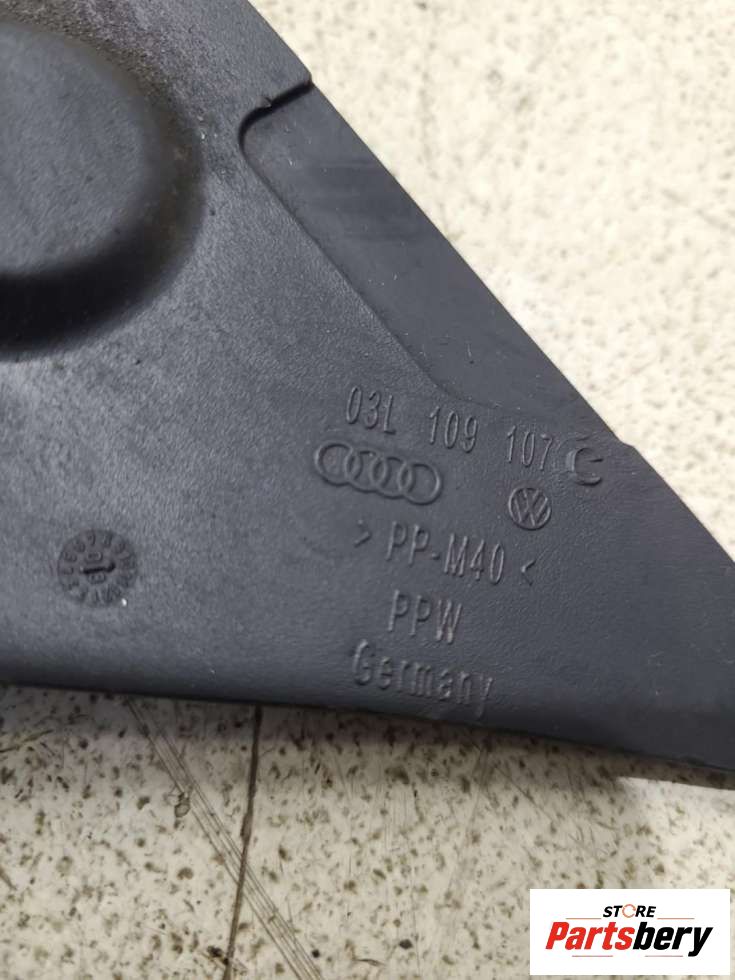 03L 109 107 C
> PP-M40 <
PPW
Germany
STORE
Partsbery